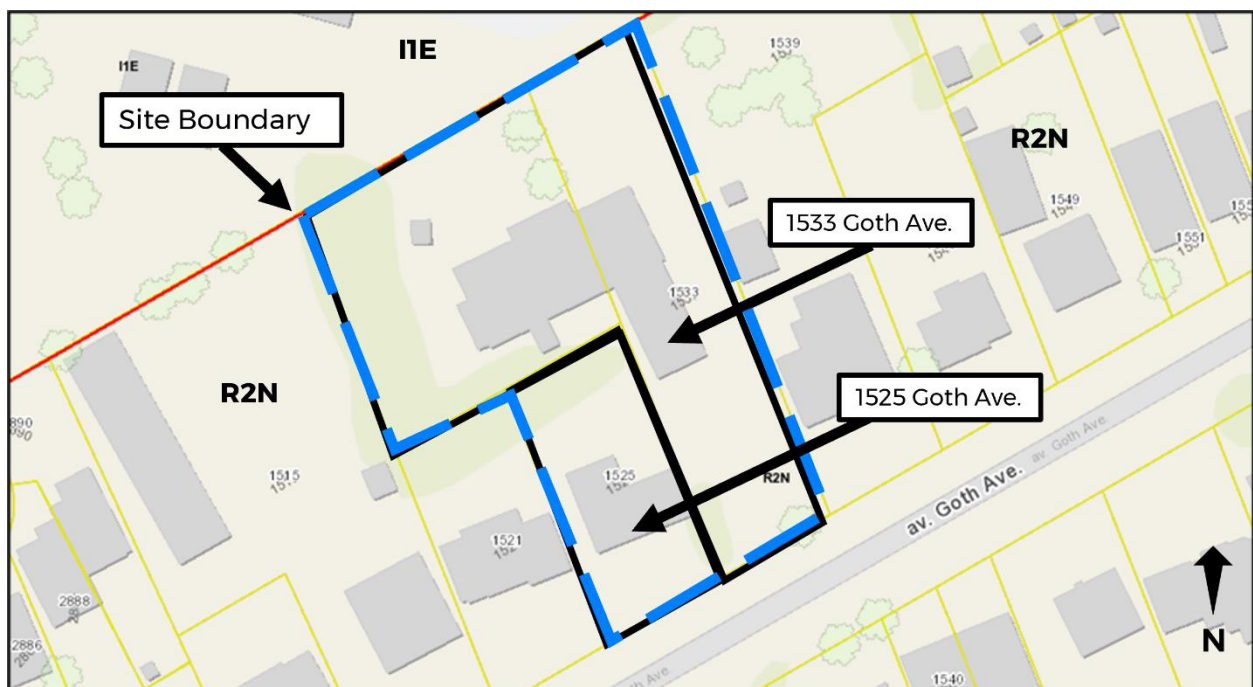 I1E
1539
I1E
Site Boundary
R2N
1533 Goth Ave.
1549
1551
1533
R2N
1525 Goth Ave.
890
1515
1525
R2N
av. Goth Ave.
av. Goth Ave.
1521
2888
N
2886
1540